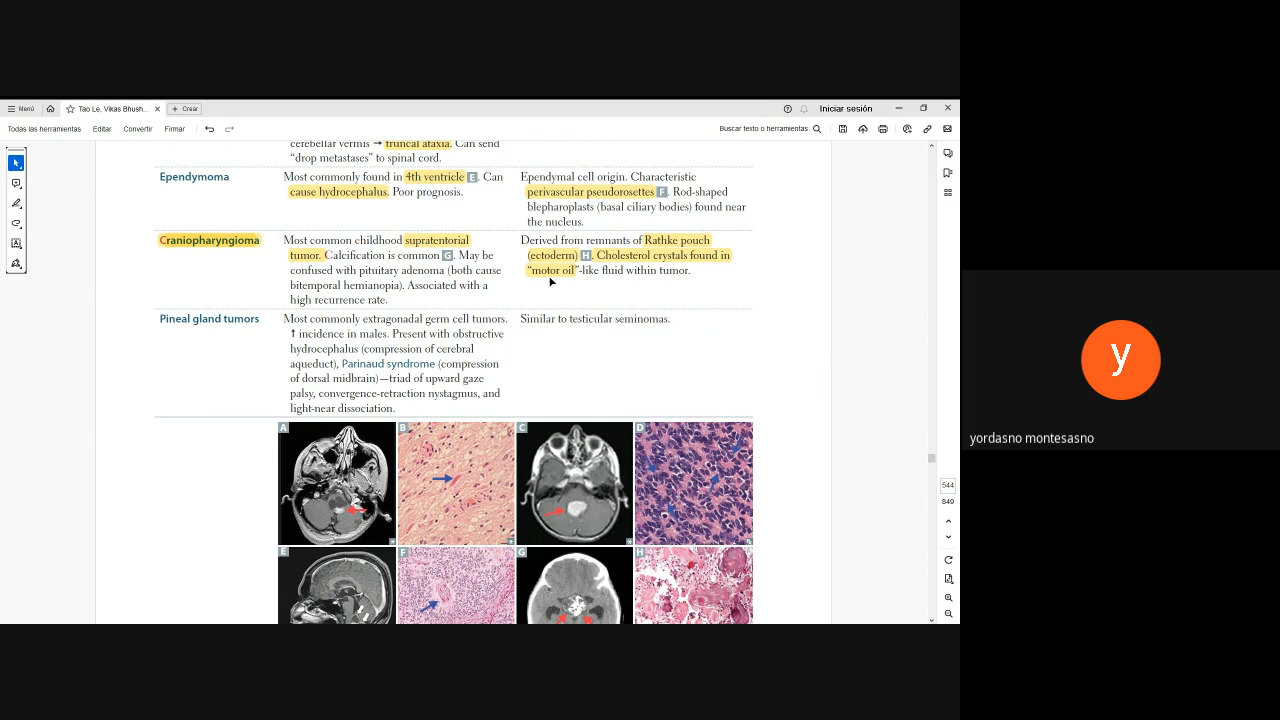 Menú
Tao Le, Vikas Bhush...
Crear
Iniciar sesión
Todas las herramientas
Editar
Convertir
Firmar
Buscar texto o herramientas
cerebellar vermis → truncal ataxia. Can send
“drop metastases” to spinal cord.
Ependymoma
Most commonly found in 4th ventricle E. Can
cause hydrocephalus. Poor prognosis.
Ependymal cell origin. Characteristic
perivascular pseudorosettes F. Rod-shaped
blepharoplasts (basal ciliary bodies) found near
the nucleus.
Craniopharyngioma
Most common childhood supratentorial
tumor. Calcification is common G. May be
confused with pituitary adenoma (both cause
bitemporal hemianopia). Associated with a
high recurrence rate.
Derived from remnants of Rathke pouch
(ectoderm) H. Cholesterol crystals found in
“motor oil”-like fluid within tumor.
Pineal gland tumors
Most commonly extragonadal germ cell tumors.
↑ incidence in males. Present with obstructive
hydrocephalus (compression of cerebral
aqueduct), Parinaud syndrome (compression
of dorsal midbrain)—triad of upward gaze
palsy, convergence-retraction nystagmus, and
light-near dissociation.
Similar to testicular seminomas.
A
B
C
D
E
F
G
H
544
849
y
yordasno montesasno